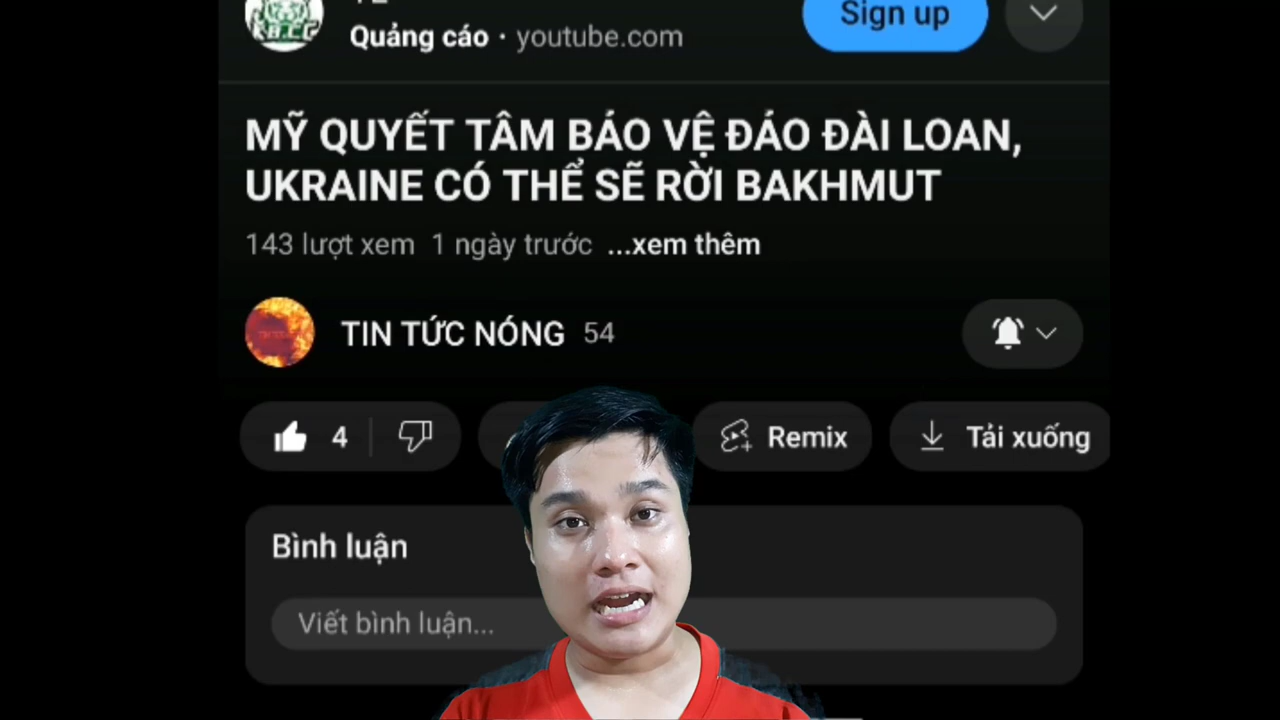 Sign up
Quảng cáo · youtube.com
MỸ QUYẾT TÂM BẢO VỆ ĐẢO ĐÀI LOAN,
UKRAINE CÓ THỂ SẼ RỜI BAKHMUT
143 lượt xem 1 ngày trước ...xem thêm
TIN TỨC NÓNG 54
4 Remix Tải xuống
Bình luận
Viết bình luận...